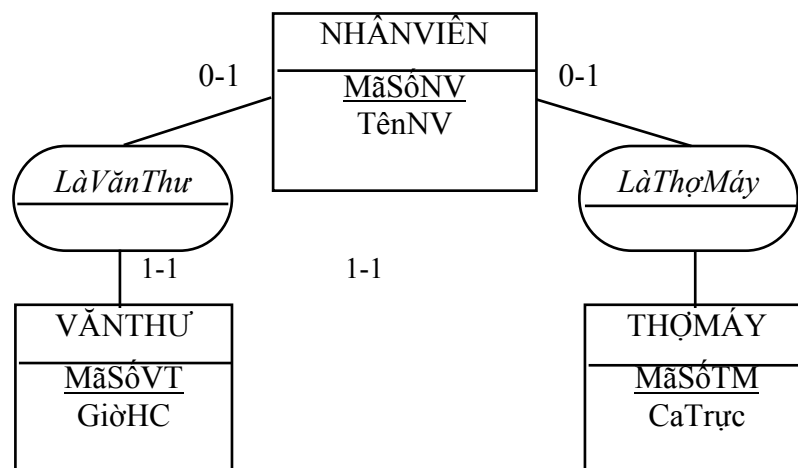 NHÂNVIÊN
0-1
0-1
MãSốNV
TênNV
LàVănThư
LàThợMáy
1-1
1-1
VĂNTHƯ
THỢMÁY
MãSốVT
MãSốTM
GiờHC
CaTrực